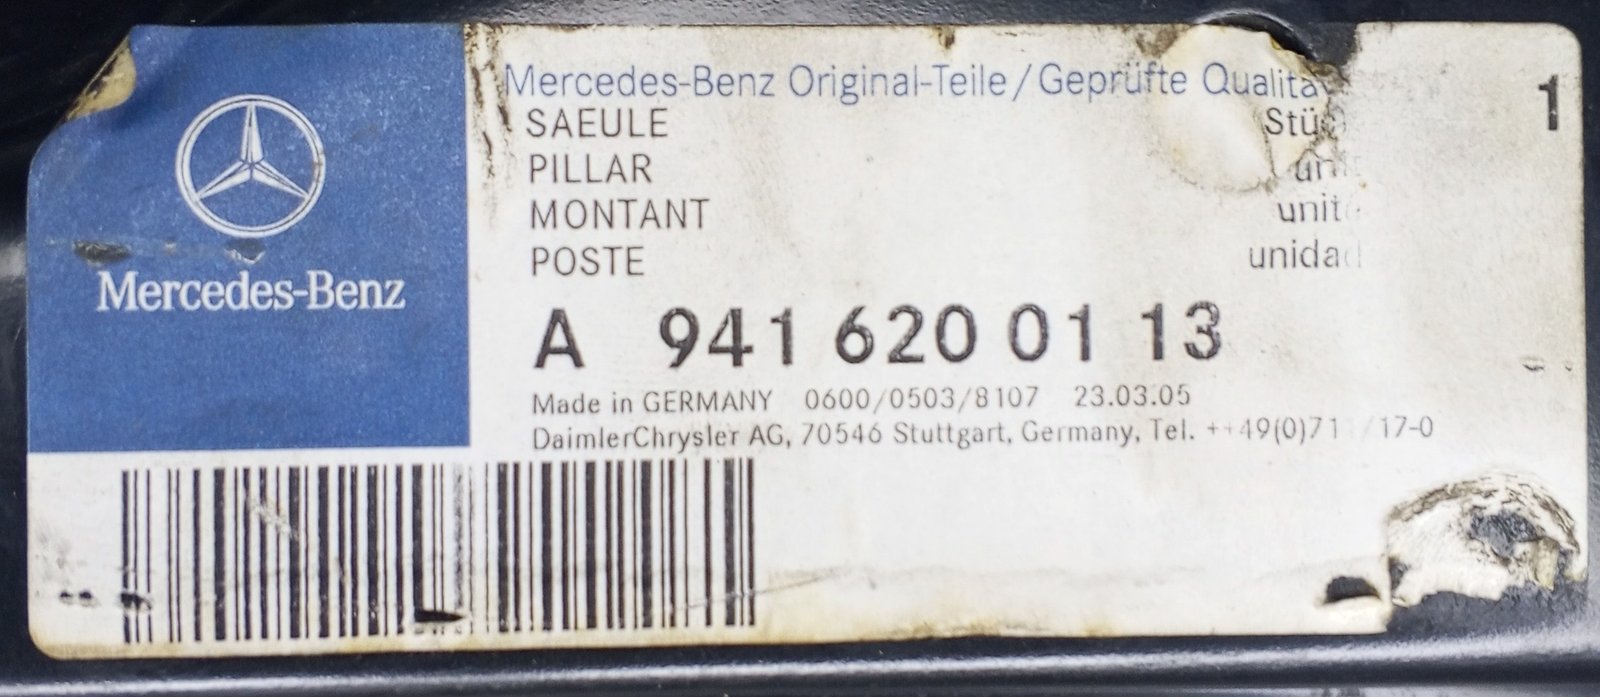 Mercedes-Benz
Mercedes-Benz Original-Teile/Geprüfte
SAEULE
1
PILLAR
MONTANT
POSTE
A 941 620 01 13
Made in GERMANY 0600/0503/8107 23.03.05
DaimlerChrysler AG, 70546 Stuttgart, Germany, Tel.